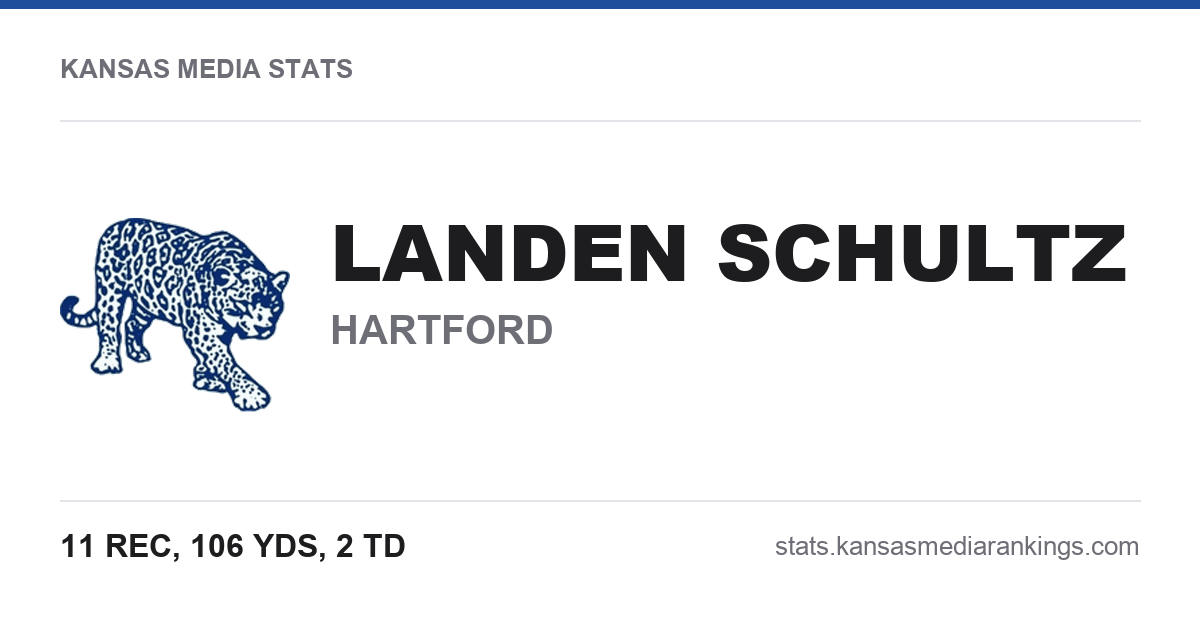 KANSAS MEDIA STATS
LANDEN SCHULTZ
HARTFORD
11 REC, 106 YDS, 2 TD
stats.kansasmediarankings.com